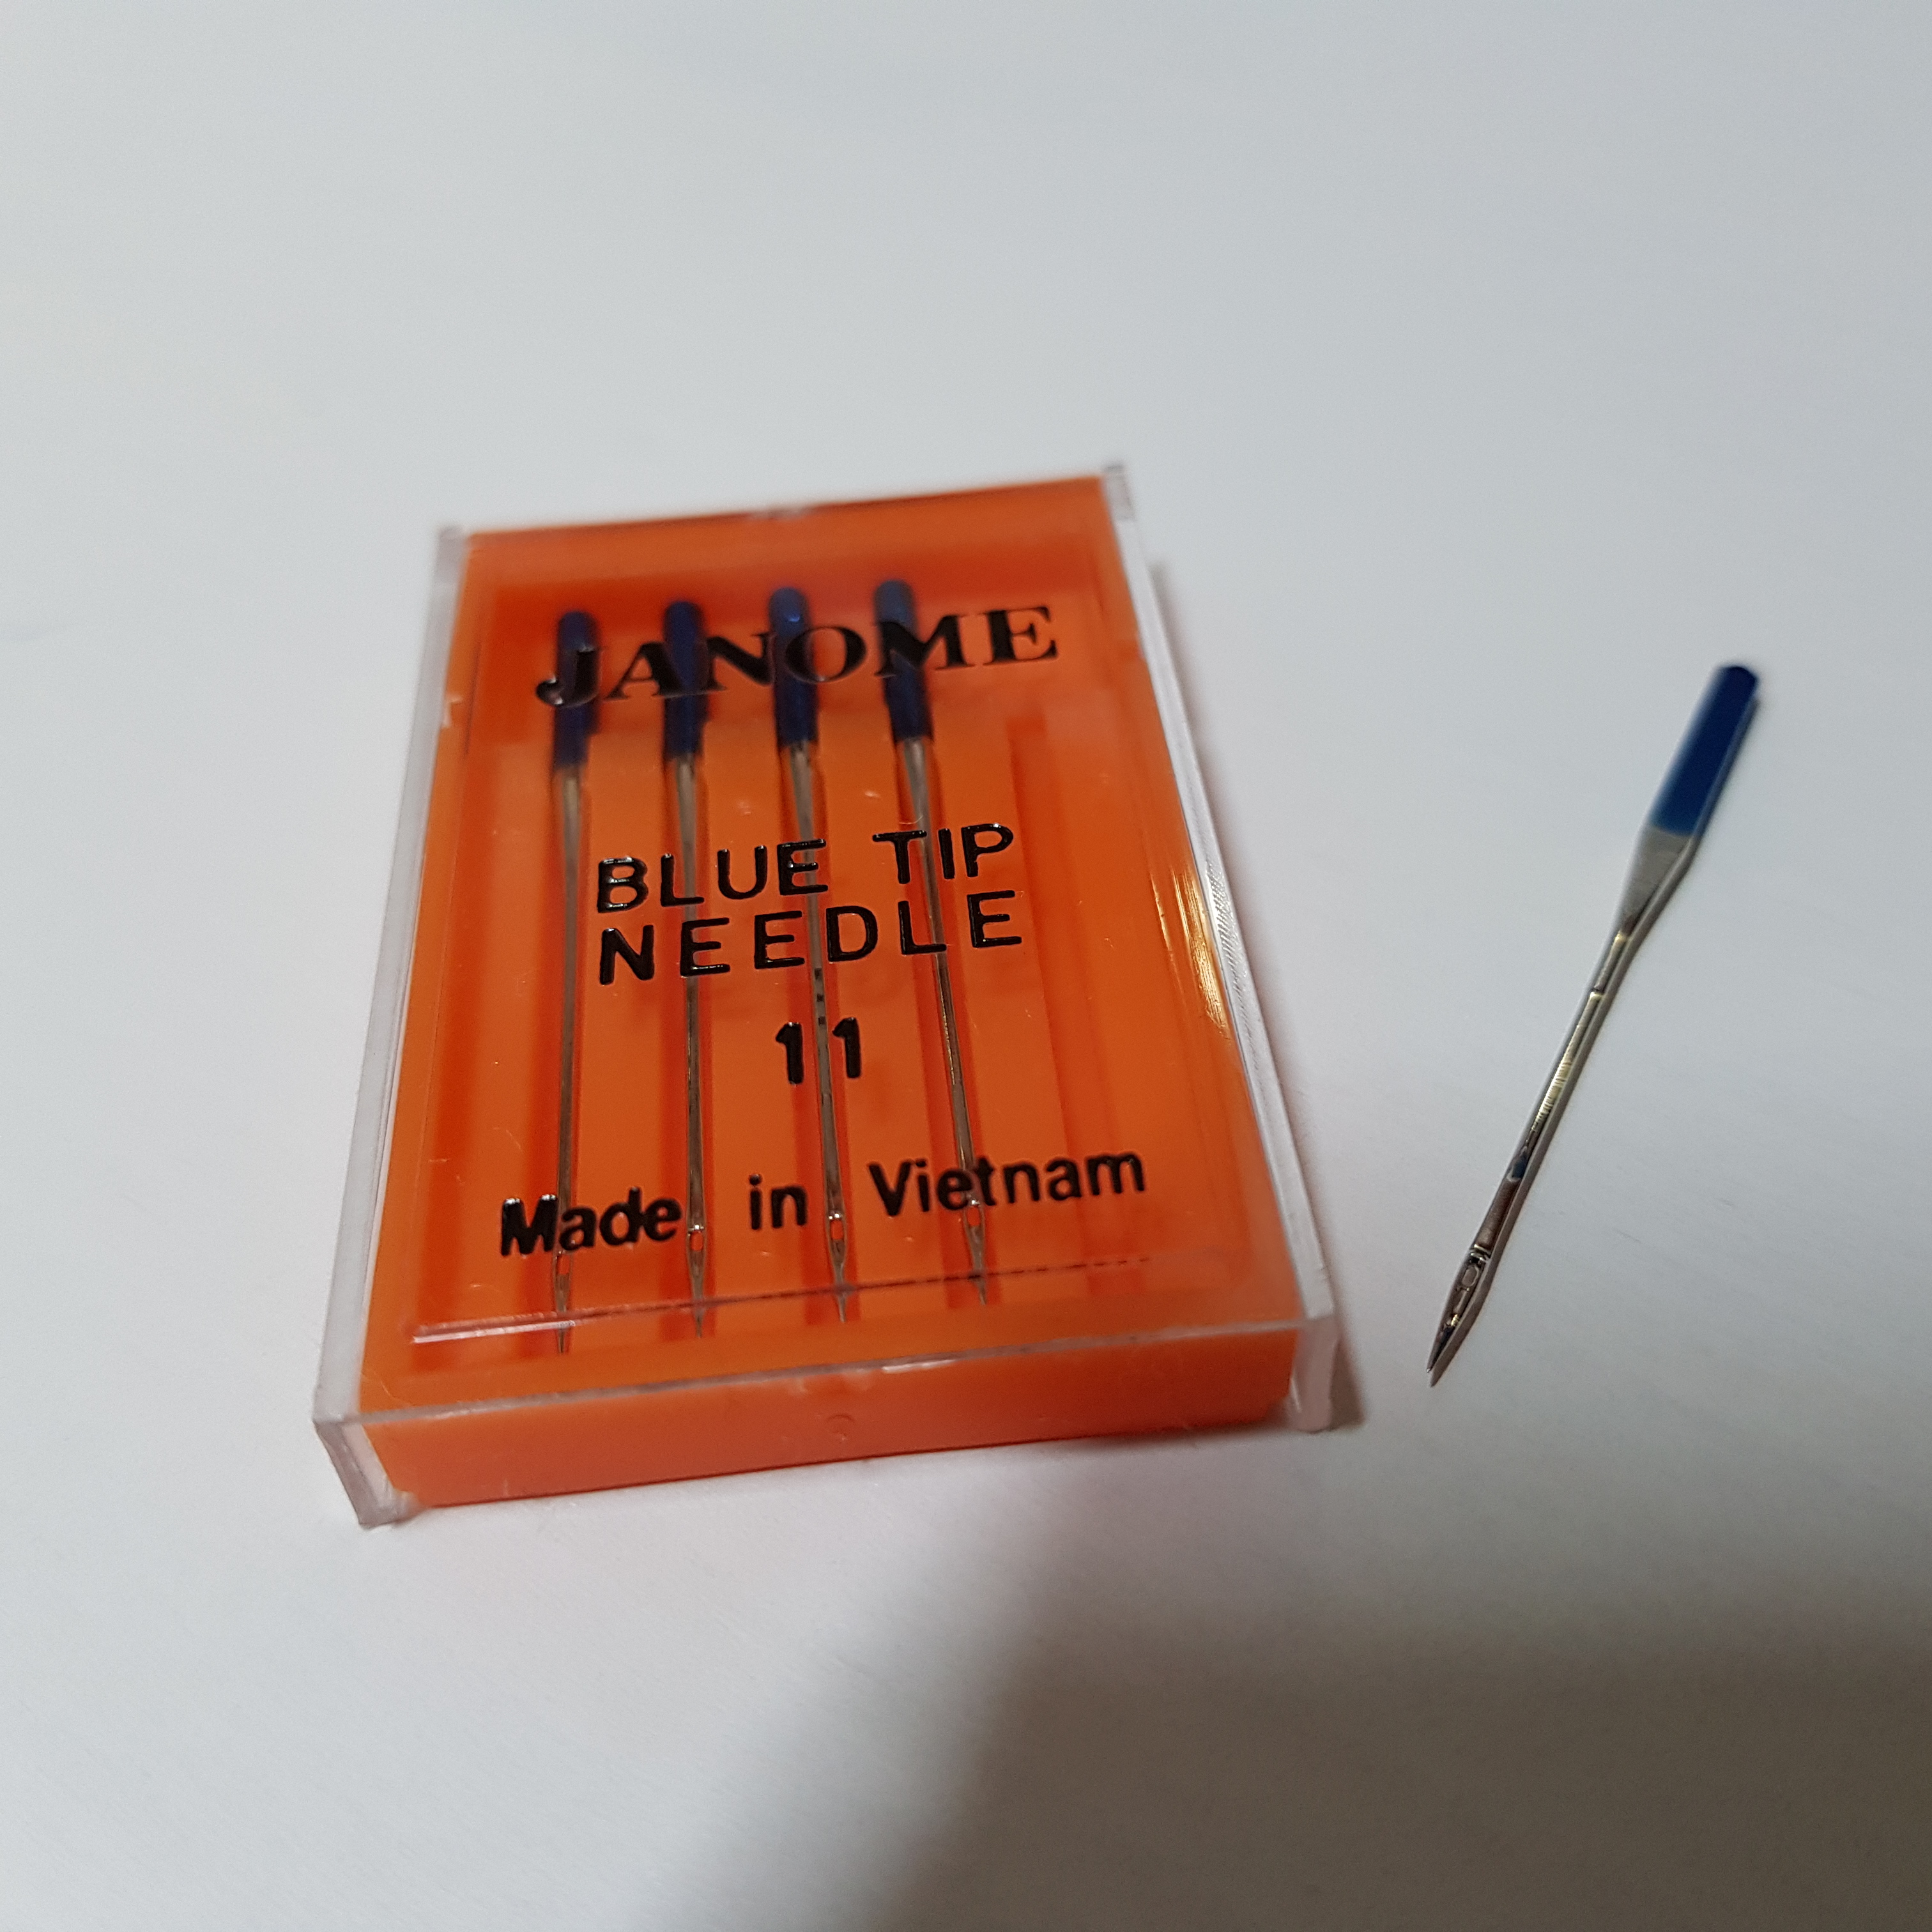 JANOME
BLUE TIP
NEEDLE
11
Made in Vietnam